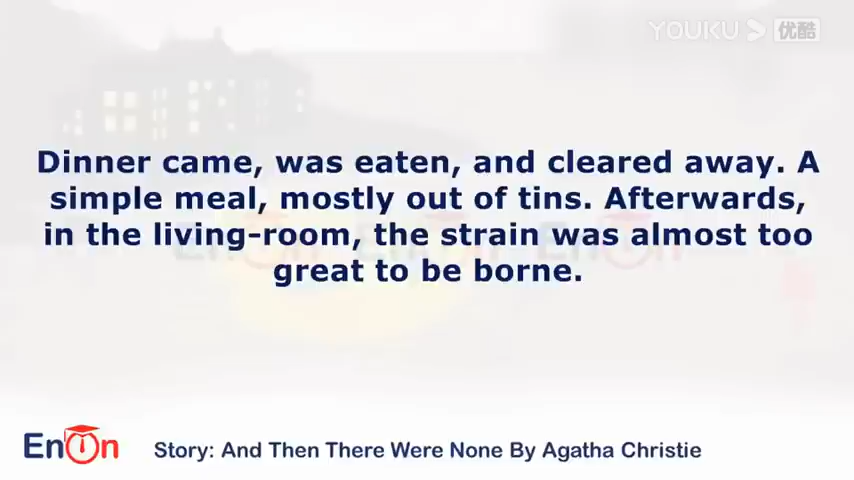 YOUKU 优酷
Dinner came, was eaten, and cleared away. A
simple meal, mostly out of tins. Afterwards,
in the living-room, the strain was almost too
great to be borne.
EnOn
Story: And Then There Were None By Agatha Christie